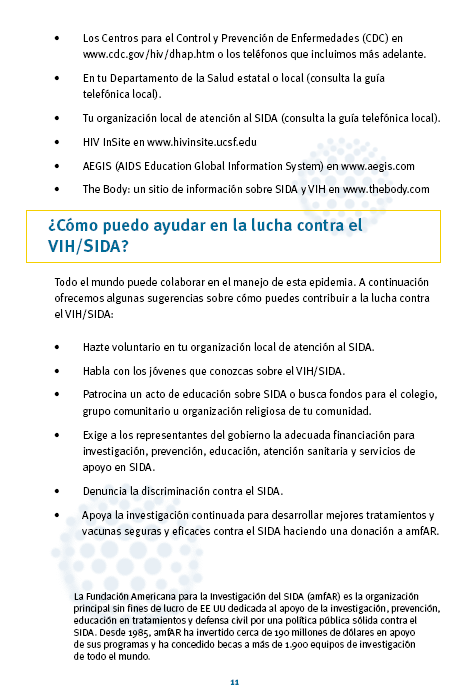 • Los Centros para el Control y Prevención de Enfermedades (CDC) en
www.cdc.gov/hiv/dhap.htm o los teléfonos que incluimos más adelante.
• En tu Departamento de la Salud estatal o local (consulta la guía
telefónica local).
• Tu organización local de atención al SIDA (consulta la guía telefónica local).
• HIV InSite en www.hivinsite.ucsf.edu
• AEGIS (AIDS Education Global Information System) en www.aegis.com
• The Body: un sitio de información sobre SIDA y VIH en www.thebody.com
¿Cómo puedo ayudar en la lucha contra el
VIH/SIDA?
Todo el mundo puede colaborar en el manejo de esta epidemia. A continuación
ofrecemos algunas sugerencias sobre cómo puedes contribuir a la lucha contra
el VIH/SIDA:
• Hazte voluntario en tu organización local de atención al SIDA.
• Habla con los jóvenes que conozcas sobre el VIH/SIDA.
• Patrocina un acto de educación sobre SIDA o busca fondos para el colegio,
grupo comunitario u organización religiosa de tu comunidad.
• Exige a los representantes del gobierno la adecuada financiación para
investigación, prevención, educación, atención sanitaria y servicios de
apoyo en SIDA.
• Denuncia la discriminación contra el SIDA.
• Apoya la investigación continuada para desarrollar mejores tratamientos y
vacunas seguras y eficaces contra el SIDA haciendo una donación a amfAR.
La Fundación Americana para la Investigación del SIDA (amfAR) es la organización
principal sin fines de lucro de EE UU dedicada al apoyo de la investigación, prevención,
educación en tratamientos y defensa civil por una política pública sólida contra el
SIDA. Desde 1985, amfAR ha invertido cerca de 190 millones de dólares en apoyo
de sus programas y ha concedido becas a más de 1.900 equipos de investigación
de todo el mundo.
11